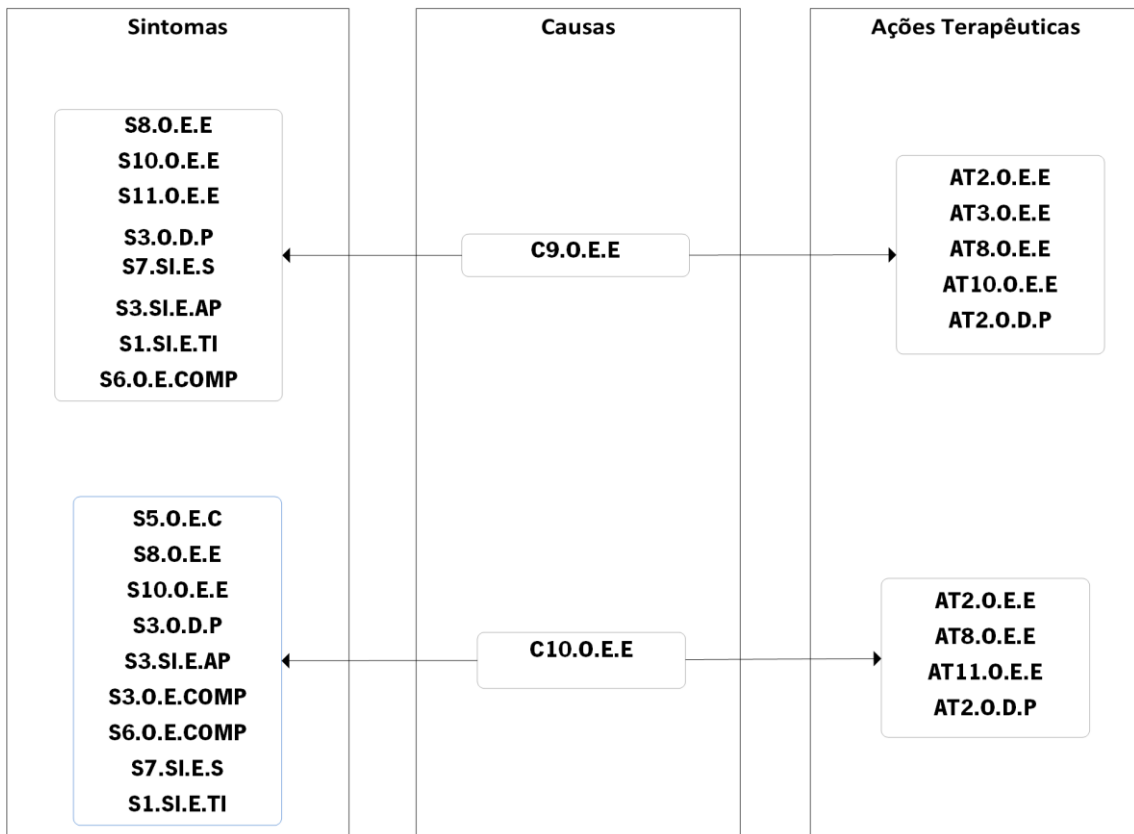 Sintomas
Causas
Ações Terapêuticas
S8.O.E.E
S10.O.E.E
S11.O.E.E
S3.O.D.P
S7.SI.E.S
S3.SI.E.AP
S1.SI.E.TI
S6.O.E.COMP
C9.O.E.E
AT2.O.E.E
AT3.O.E.E
AT8.O.E.E
AT10.O.E.E
AT2.O.D.P
S5.O.E.C
S8.O.E.E
S10.O.E.E
S3.O.D.P
S3.SI.E.AP
S3.O.E.COMP
S6.O.E.COMP
S7.SI.E.S
S1.SI.E.TI
C10.O.E.E
AT2.O.E.E
AT8.O.E.E
AT11.O.E.E
AT2.O.D.P